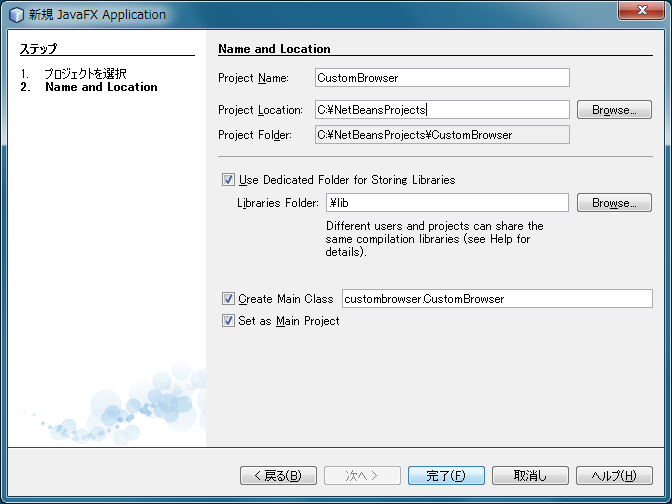 新規 JavaFX Application
ステップ
1. プロジェクトを選択
2. Name and Location
Name and Location
Project Name: CustomBrowser
Project Location: C:¥NetBeansProjects Browse...
Project Folder: C:¥NetBeansProjects¥CustomBrowser
Use Dedicated Folder for Storing Libraries
Libraries Folder: .¥lib Browse...
Different users and projects can share the
same compilation libraries (see Help for
details).
Create Main Class custombrowser.CustomBrowser
Set as Main Project
< 戻る(B) 次へ > 完了(F) 取消し ヘルプ(H)